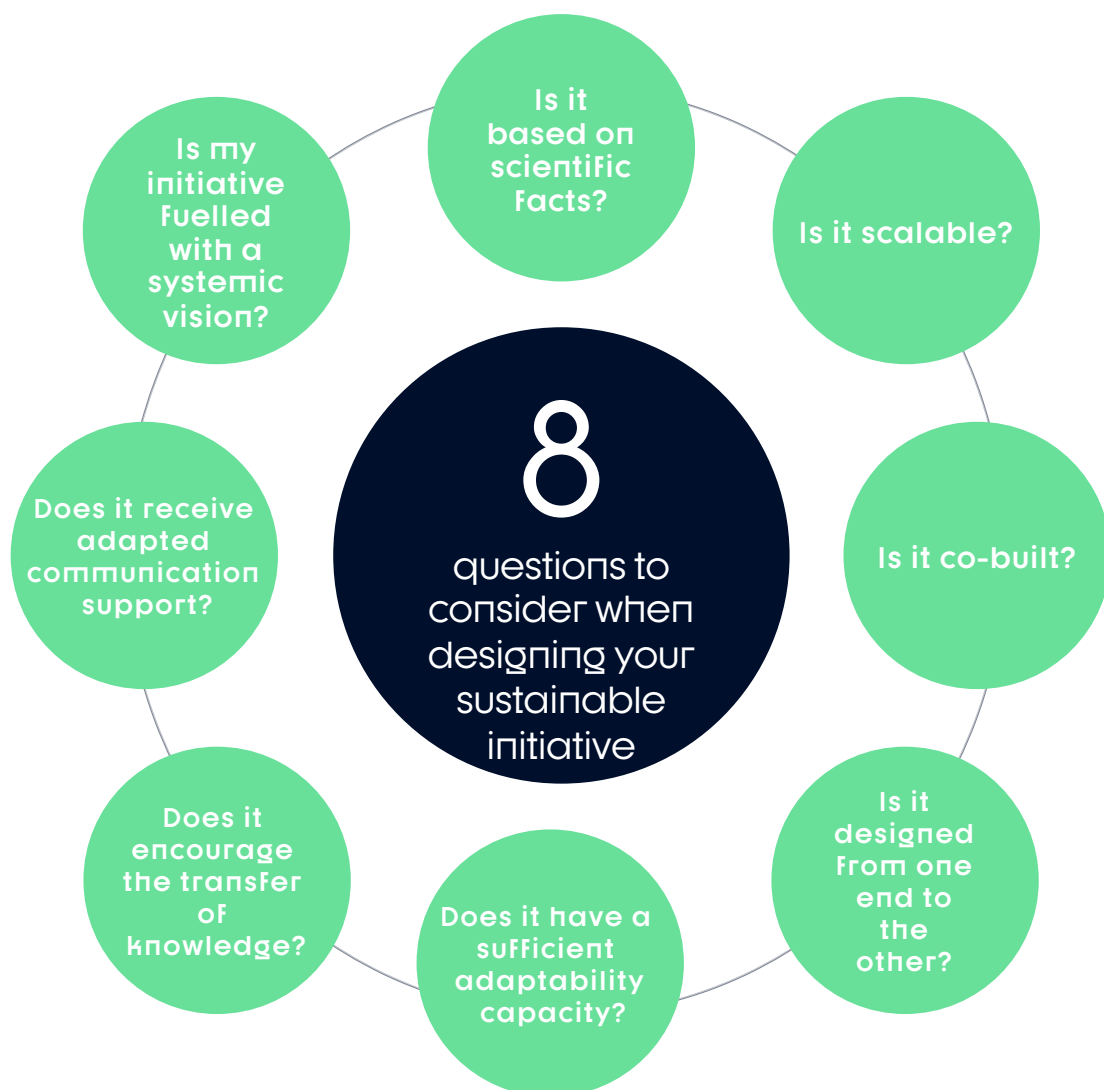 8
questions to
consider when
designing your
sustainable
initiative
Is my
initiative
fuelled
with a
systemic
vision?
Is it
based on
scientific
facts?
Is it scalable?
Is it co-built?
Is it
designed
from one
end to
the
other?
Does it have a
sufficient
adaptability
capacity?
Does it
encourage
the transfer
of
knowledge?
Does it receive
adapted
communication
support?